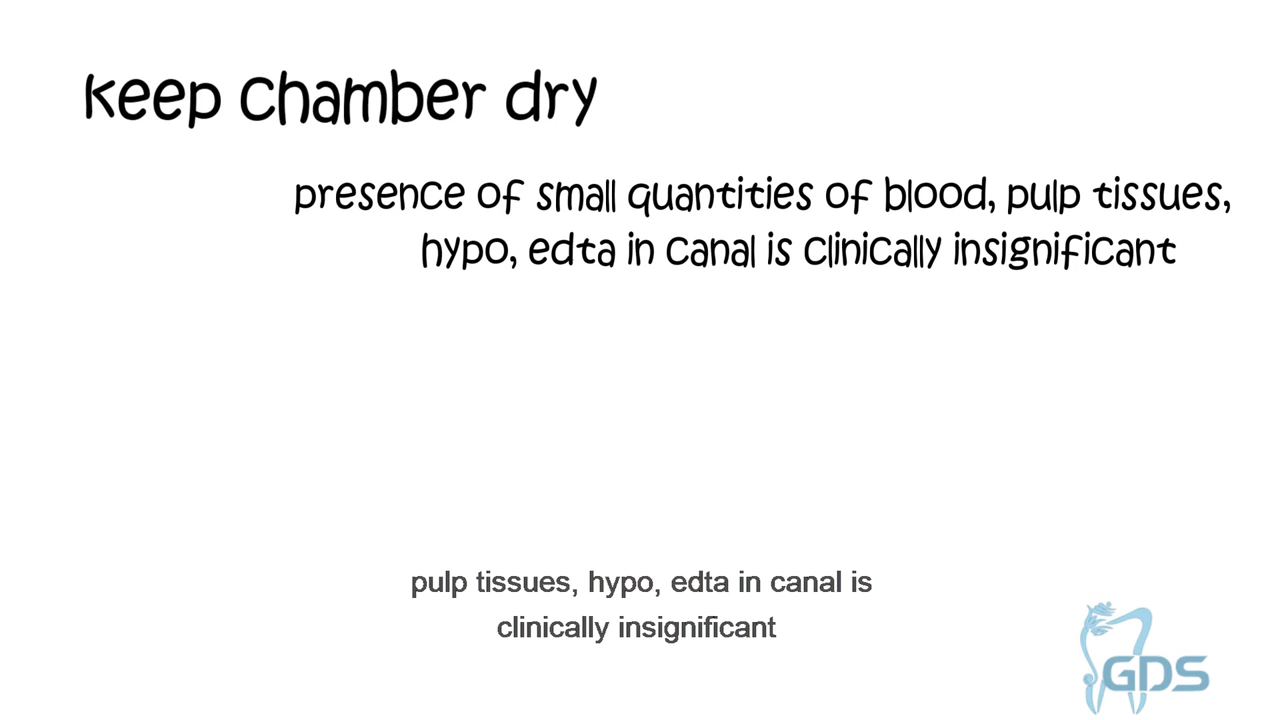 keep chamber dry
presence of small quantities of blood, pulp tissues,
hypo, edta in canal is clinically insignificant
pulp tissues, hypo, edta in canal is
clinically insignificant
GDS